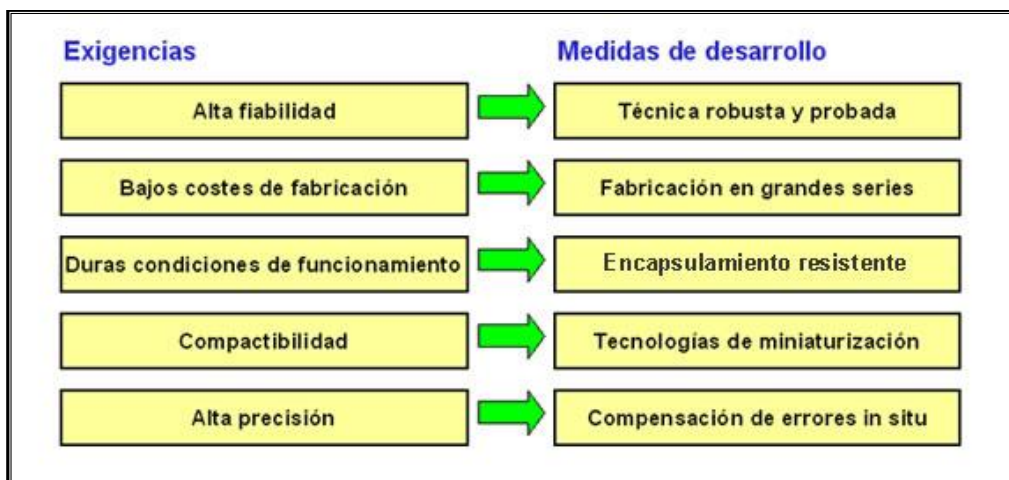 Exigencias
Medidas de desarrollo
Alta fiabilidad
Técnica robusta y probada
Bajos costes de fabricación
Fabricación en grandes series
Duras condiciones de funcionamiento
Encapsulamiento resistente
Compactibilidad
Tecnologías de miniaturización
Alta precisión
Compensación de errores in situ